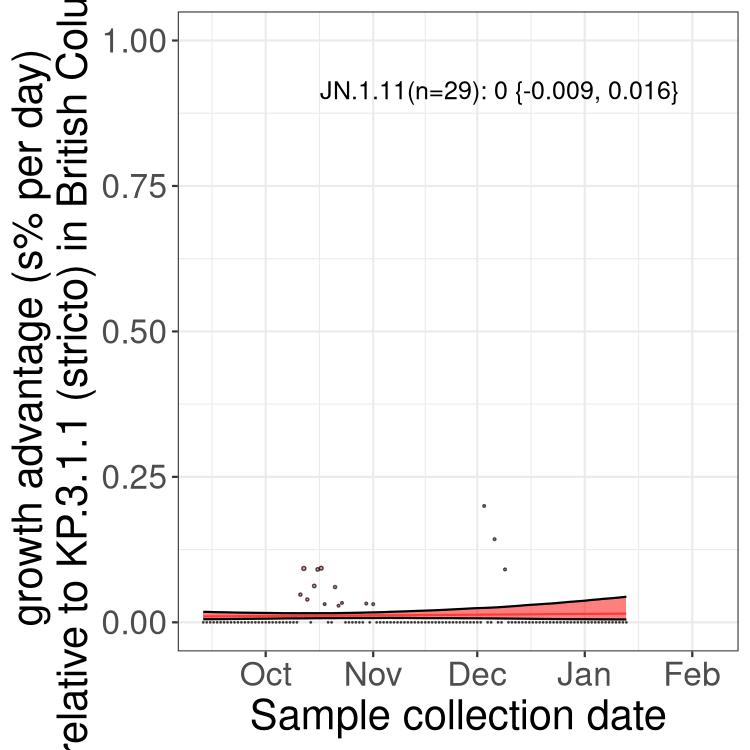 growth advantage (s% per day)
relative to KP.3.1.1 (stricto) in British Colu
1.00
0.75
0.50
0.25
0.00
JN.1.11(n=29): 0 {-0.009, 0.016}
Oct Nov Dec Jan Feb
Sample collection date